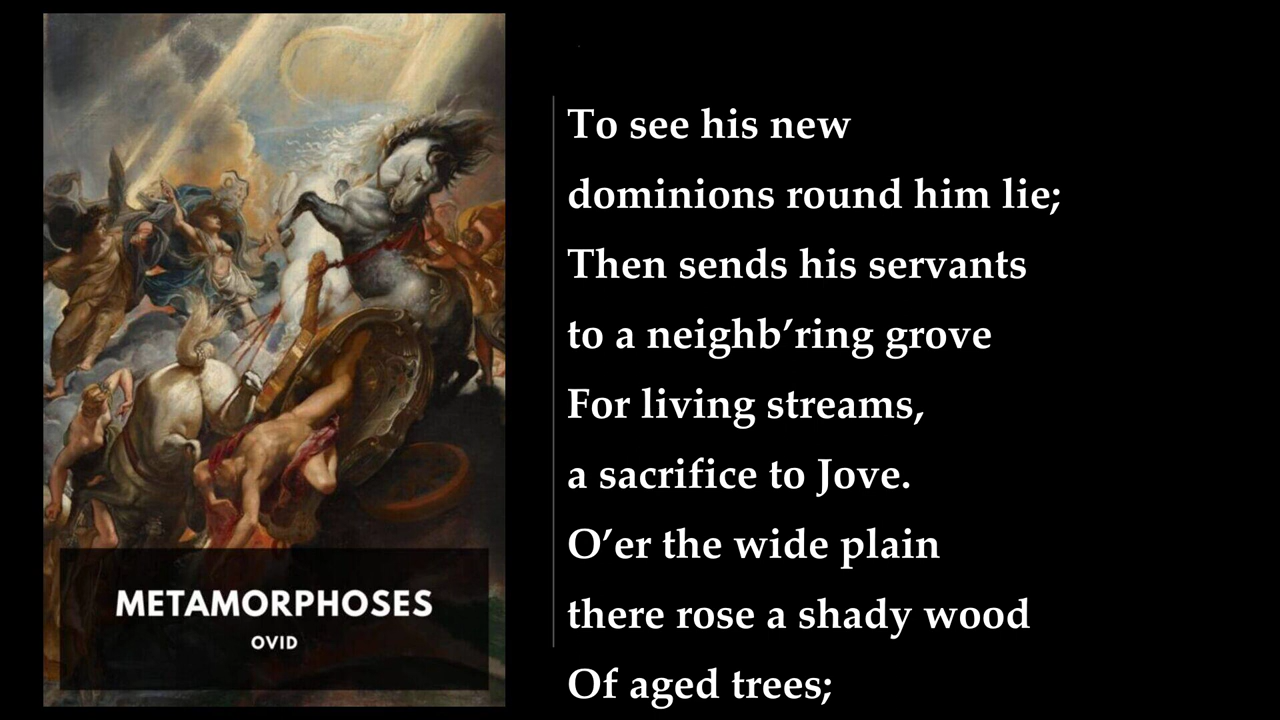 METAMORPHOSES
OVID
To see his new
dominions round him lie;
Then sends his servants
to a neighb’ring grove
For living streams,
a sacrifice to Jove.
O’er the wide plain
there rose a shady wood
Of aged trees;